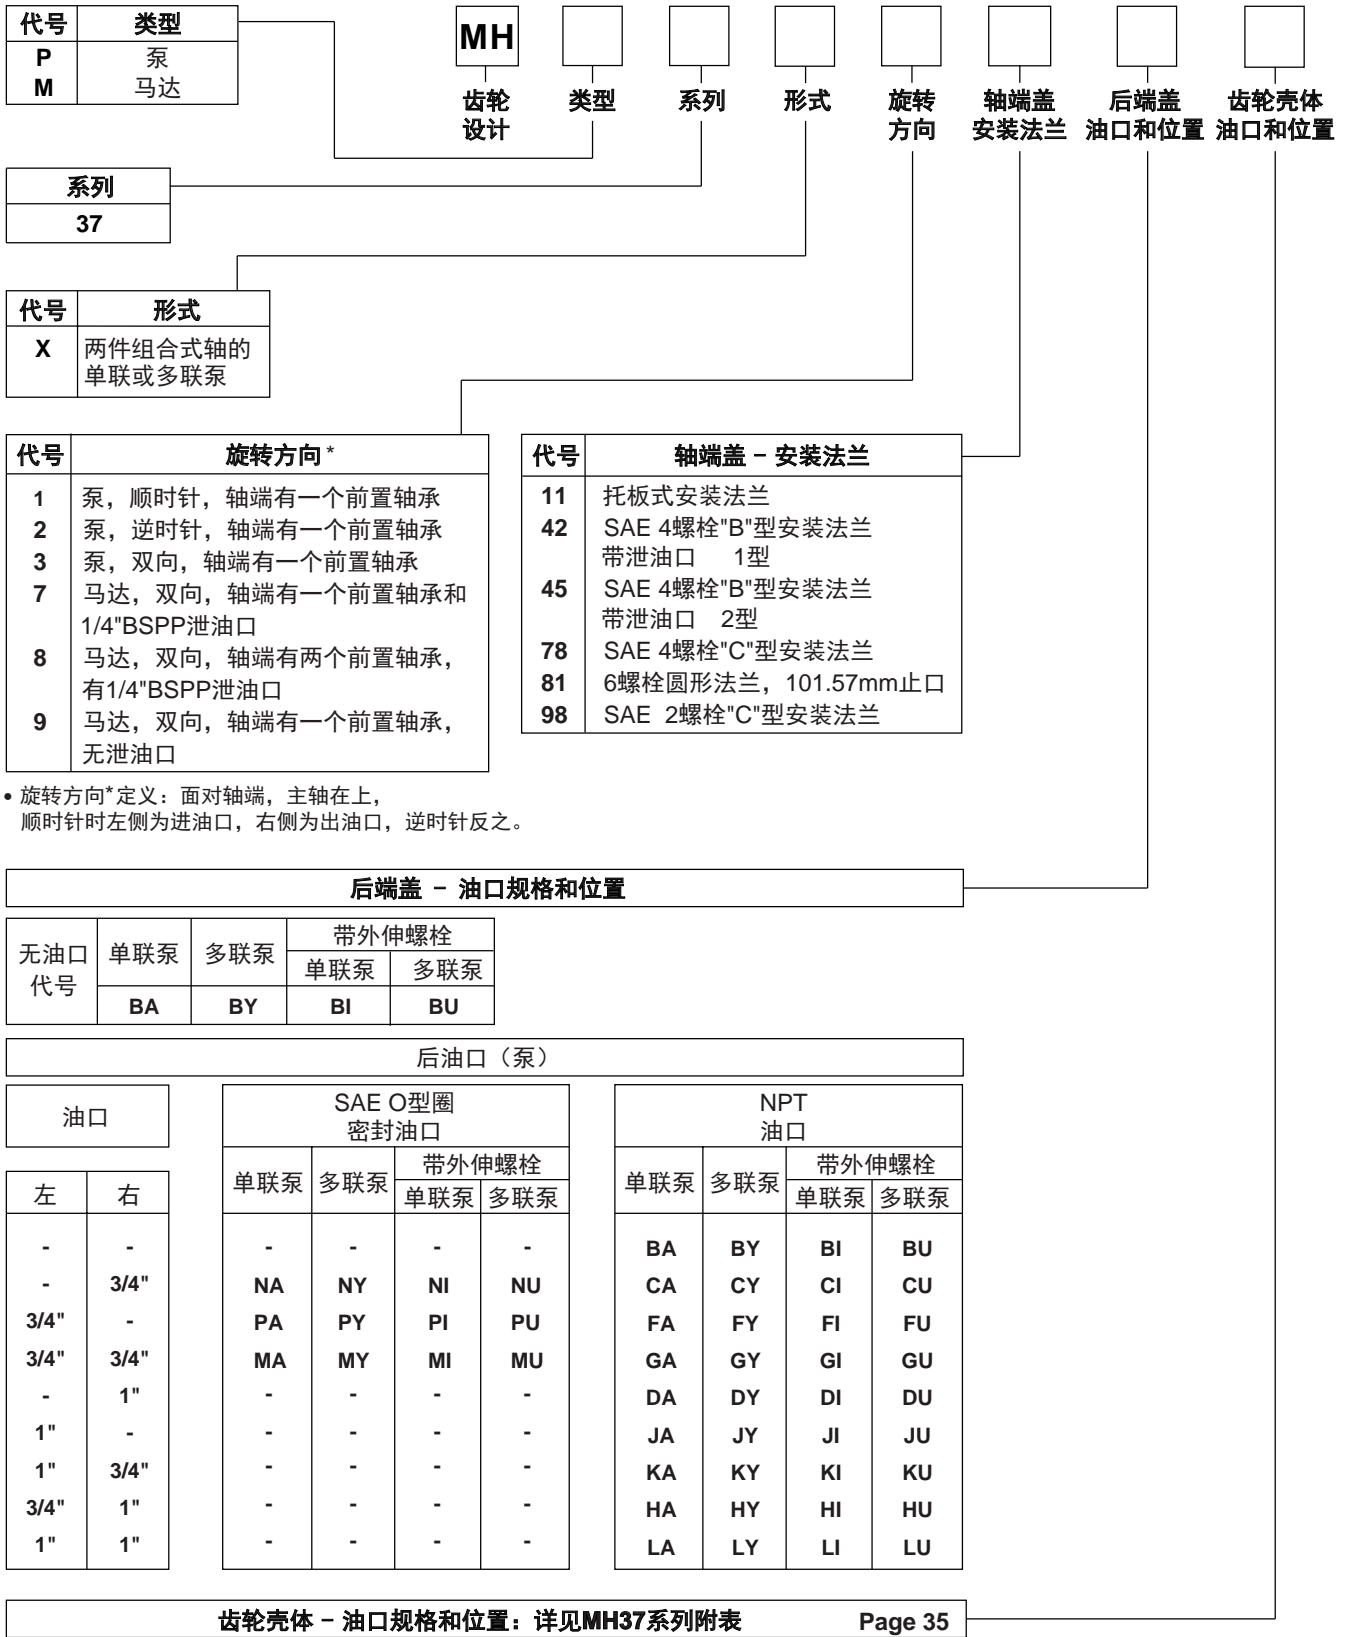 代号 类型
P 泵
M 马达
MH
齿轮设计 类型 系列 形式 旋转方向 轴端盖安装法兰 后端盖油口和位置 齿轮壳体油口和位置
系列
37
代号 形式
X 两件组合式轴的
单联或多联泵
代号 旋转方向*
1 泵，顺时针，轴端有一个前置轴承
2 泵，逆时针，轴端有一个前置轴承
3 泵，双向，轴端有一个前置轴承
7 马达，双向，轴端有一个前置轴承和
1/4"BSPP泄油口
8 马达，双向，轴端有两个前置轴承，
有1/4"BSPP泄油口
9 马达，双向，轴端有一个前置轴承，
无泄油口
代号 轴端盖－安装法兰
11 托板式安装法兰
42 SAE 4螺栓"B"型安装法兰
带泄油口 1型
45 SAE 4螺栓"B"型安装法兰
带泄油口 2型
78 SAE 4螺栓"C"型安装法兰
81 6螺栓圆形法兰，101.57mm止口
98 SAE 2螺栓"C"型安装法兰
• 旋转方向*定义：面对轴端，主轴在上，
顺时针时左侧为进油口，右侧为出油口，逆时针反之。
后端盖 － 油口规格和位置
无油口代号 单联泵 多联泵 带外伸螺栓
单联泵 多联泵
BA BY BI BU
后油口（泵）
油口 SAE O型圈 NPT
密封油口 油口
左 右 单联泵 多联泵 带外伸螺栓 单联泵 多联泵 带外伸螺栓
单联泵 多联泵 单联泵 多联泵
- - - - - - BA BY BI BU
- 3/4" NA NY NI NU CA CY CI CU
3/4" - PA PY PI PU FA FY FI FU
3/4" 3/4" MA MY MI MU GA GY GI GU
- 1" - - - - DA DY DI DU
1" - - - - - JA JY JI JU
1" 3/4" - - - - KA KY KI KU
3/4" 1" - - - - HA HY HI HU
1" 1" - - - - LA LY LI LU
齿轮壳体－油口规格和位置：详见MH37系列附表 Page 35